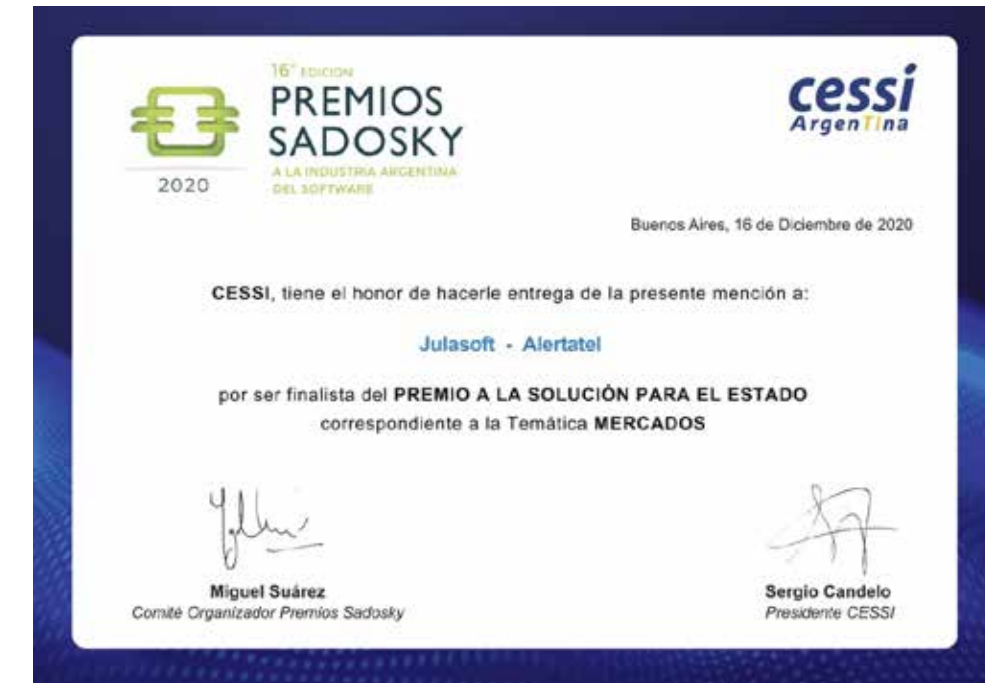 16° EDICION
PREMIOS
SADOSKY
A LA INDUSTRIA ARGENTINA
DEL SOFTWARE
2020
cessi
ArgenTina
Buenos Aires, 16 de Diciembre de 2020
CESSI, tiene el honor de hacerle entrega de la presente mención a:
Julasoft - Alertatel
por ser finalista del PREMIO A LA SOLUCIÓN PARA EL ESTADO
correspondiente a la Temática MERCADOS
Miguel Suárez
Comité Organizador Premios Sadosky
Sergio Candelo
Presidente CESSI